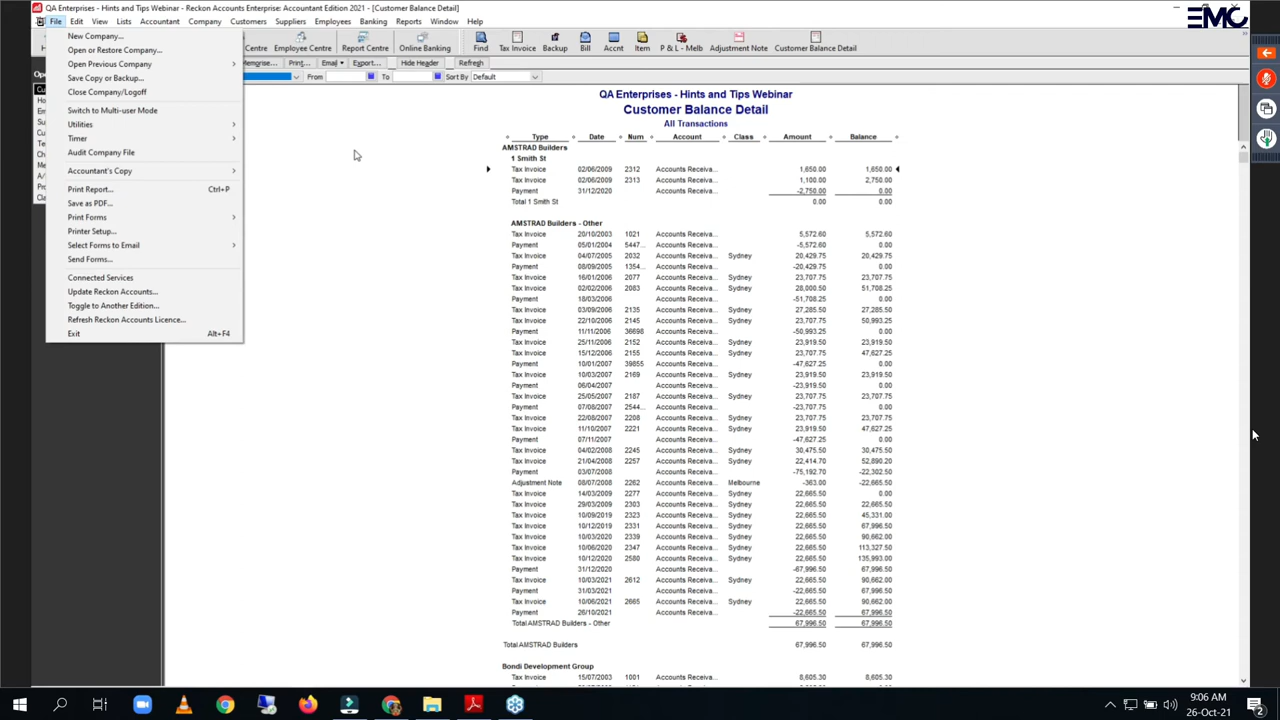 QA Enterprises - Hints and Tips Webinar - Reckon Accounts Enterprise: Accountant Edition 2021 - [Customer Balance Detail]
EMC
File Edit View Lists Accountant Company Customers Suppliers Employees Banking Reports Window Help
Centre Employee Centre Report Centre Online Banking Find Tax Invoice Backup Bill Accnt Item P & L - Melb Adjustment Note Customer Balance Detail
Print... Email Export... Hide Header Refresh
From To Sort By Default
New Company...
Open or Restore Company...
Open Previous Company
Save Copy or Backup...
Close Company/Logoff
Switch to Multi-user Mode
Utilities
Timer
Audit Company File
Accountant's Copy
Print Report... Ctrl+P
Save as PDF...
Print Forms
Printer Setup...
Select Forms to Email
Send Forms...
Connected Services
Update Reckon Accounts...
Toggle to Another Edition...
Refresh Reckon Accounts Licence...
Exit Alt+F4
QA Enterprises - Hints and Tips Webinar
Customer Balance Detail
All Transactions
Type Date Num Account Class Amount Balance
AMSTRAD Builders
1 Smith St
Tax Invoice 02/06/2009 2312 Accounts Receiva... 1,650.00 1,650.00
Tax Invoice 02/06/2009 2313 Accounts Receiva... 1,100.00 2,750.00
Payment 31/12/2020 Accounts Receiva... -2,750.00 0.00
Total 1 Smith St 0.00 0.00
AMSTRAD Builders - Other
Tax Invoice 20/10/2003 1021 Accounts Receiva... 5,572.60 5,572.60
Payment 05/01/2004 5447... Accounts Receiva... -5,572.60 0.00
Tax Invoice 04/07/2005 2032 Accounts Receiva... Sydney 20,429.75 20,429.75
Payment 08/09/2005 1354... Accounts Receiva... -20,429.75 0.00
Tax Invoice 16/01/2006 2077 Accounts Receiva... Sydney 23,707.75 23,707.75
Tax Invoice 02/02/2006 2083 Accounts Receiva... Sydney 28,000.50 51,708.25
Payment 18/03/2006 Accounts Receiva... -51,708.25 0.00
Tax Invoice 03/09/2006 2135 Accounts Receiva... Sydney 27,285.50 27,285.50
Tax Invoice 22/10/2006 2145 Accounts Receiva... Sydney 23,707.75 50,993.25
Payment 11/11/2006 36698 Accounts Receiva... -50,993.25 0.00
Tax Invoice 25/11/2006 2152 Accounts Receiva... Sydney 23,919.50 23,919.50
Tax Invoice 15/12/2006 2155 Accounts Receiva... Sydney 23,707.75 47,627.25
Payment 10/01/2007 39855 Accounts Receiva... -47,627.25 0.00
Tax Invoice 10/03/2007 2169 Accounts Receiva... Sydney 23,919.50 23,919.50
Payment 06/04/2007 Accounts Receiva... -23,919.50 0.00
Tax Invoice 25/05/2007 2187 Accounts Receiva... Sydney 23,707.75 23,707.75
Payment 07/08/2007 2544... Accounts Receiva... -23,707.75 0.00
Tax Invoice 22/08/2007 2208 Accounts Receiva... Sydney 23,707.75 23,707.75
Tax Invoice 11/10/2007 2221 Accounts Receiva... Sydney 23,919.50 47,627.25
Payment 07/11/2007 Accounts Receiva... -47,627.25 0.00
Tax Invoice 04/02/2008 2245 Accounts Receiva... Sydney 30,475.50 30,475.50
Tax Invoice 21/04/2008 2257 Accounts Receiva... Sydney 22,414.70 52,890.20
Payment 03/07/2008 Accounts Receiva... -75,192.70 -22,302.50
Adjustment Note 08/07/2008 2262 Accounts Receiva... Melbourne -363.00 -22,665.50
Tax Invoice 14/03/2009 2277 Accounts Receiva... Sydney 22,665.50 0.00
Tax Invoice 29/03/2009 2303 Accounts Receiva... Sydney 22,665.50 22,665.50
Tax Invoice 10/09/2019 2323 Accounts Receiva... Sydney 22,665.50 45,331.00
Tax Invoice 10/12/2019 2331 Accounts Receiva... Sydney 22,665.50 67,996.50
Tax Invoice 10/03/2020 2339 Accounts Receiva... Sydney 22,665.50 90,662.00
Tax Invoice 10/06/2020 2347 Accounts Receiva... Sydney 22,665.50 113,327.50
Tax Invoice 10/12/2020 2580 Accounts Receiva... Sydney 22,665.50 135,993.00
Payment 31/12/2020 Accounts Receiva... -67,996.50 67,996.50
Tax Invoice 10/03/2021 2612 Accounts Receiva... Sydney 22,665.50 90,662.00
Payment 31/03/2021 Accounts Receiva... -22,665.50 67,996.50
Tax Invoice 10/06/2021 2665 Accounts Receiva... Sydney 22,665.50 90,662.00
Payment 26/10/2021 Accounts Receiva... -22,665.50 67,996.50
Total AMSTRAD Builders - Other 67,996.50 67,996.50
Total AMSTRAD Builders 67,996.50 67,996.50
Bondi Development Group
Tax Invoice 15/07/2003 1001 Accounts Receiva... 8,605.30 8,605.30
9:06 AM
26-Oct-21